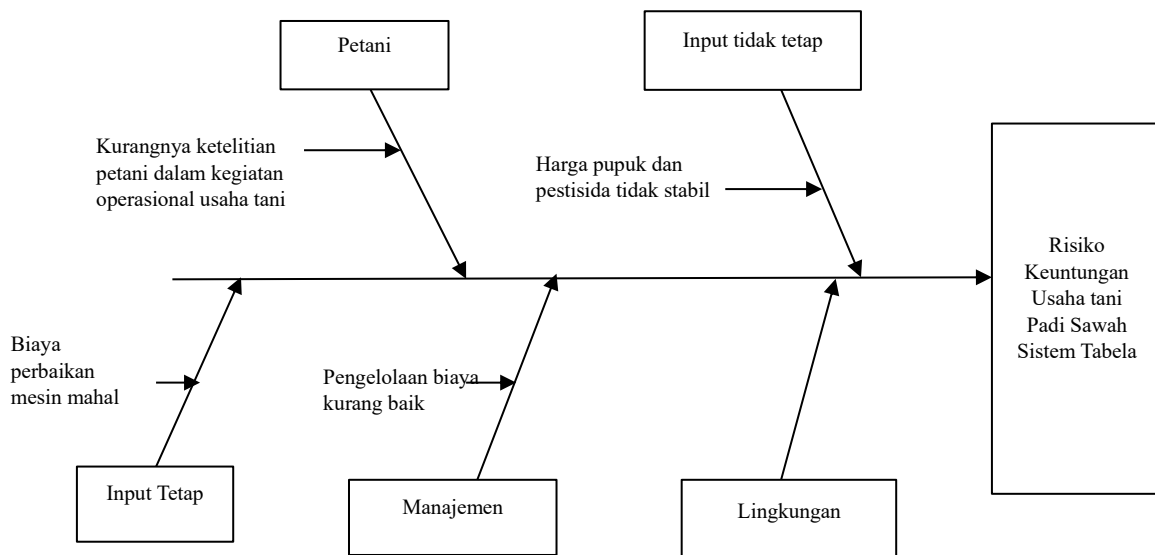 Petani
Input tidak tetap
Kurangnya ketelitian
petani dalam kegiatan
operasional usaha tani
Harga pupuk dan
pestisida tidak stabil
Risiko
Keuntungan
Usaha tani
Padi Sawah
Sistem Tabela
Biaya
perbaikan
mesin mahal
Pengelolaan biaya
kurang baik
Input Tetap
Manajemen
Lingkungan